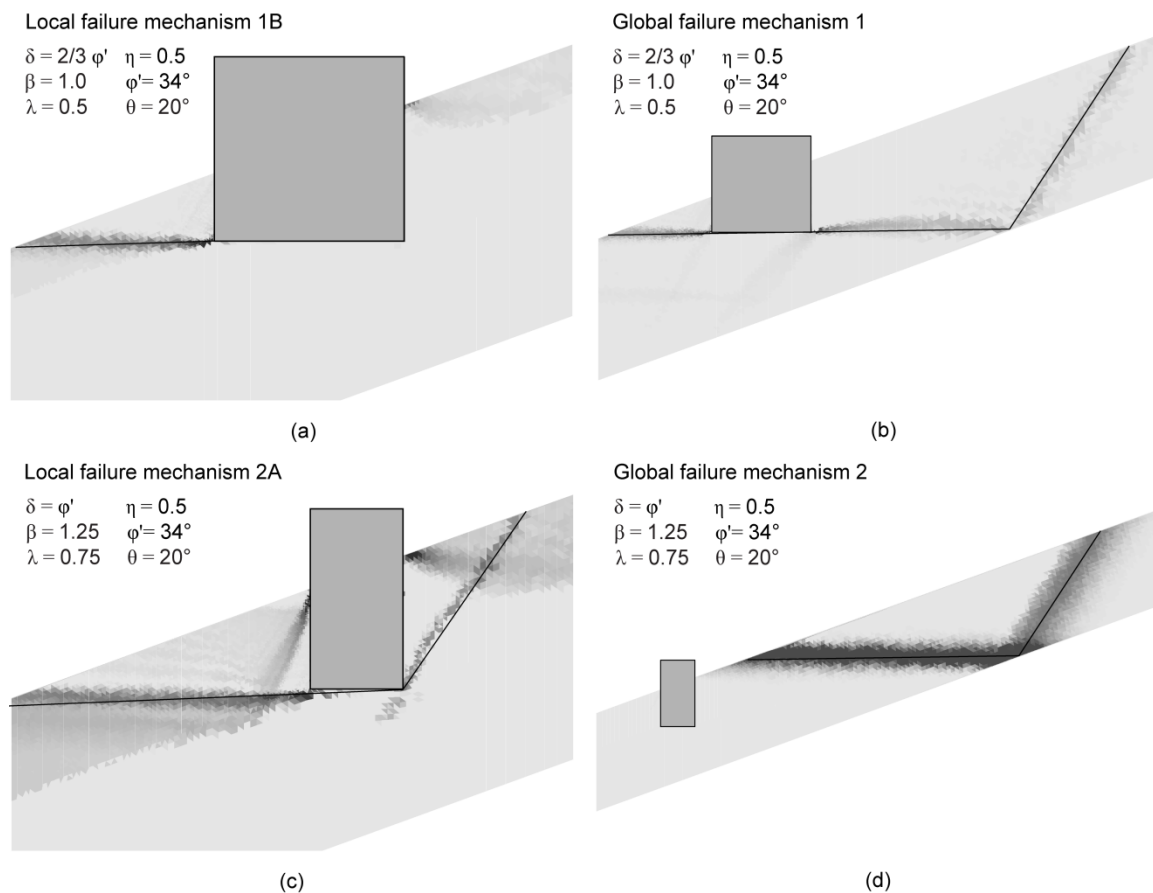 Local failure mechanism 1B
δ = 2/3 φ' η = 0.5
β = 1.0 φ'= 34°
λ = 0.5 θ = 20°
(a)
Global failure mechanism 1
δ = 2/3 φ' η = 0.5
β = 1.0 φ'= 34°
λ = 0.5 θ = 20°
(b)
Local failure mechanism 2A
δ = φ' η = 0.5
β = 1.25 φ'= 34°
λ = 0.75 θ = 20°
(c)
Global failure mechanism 2
δ = φ' η = 0.5
β = 1.25 φ'= 34°
λ = 0.75 θ = 20°
(d)